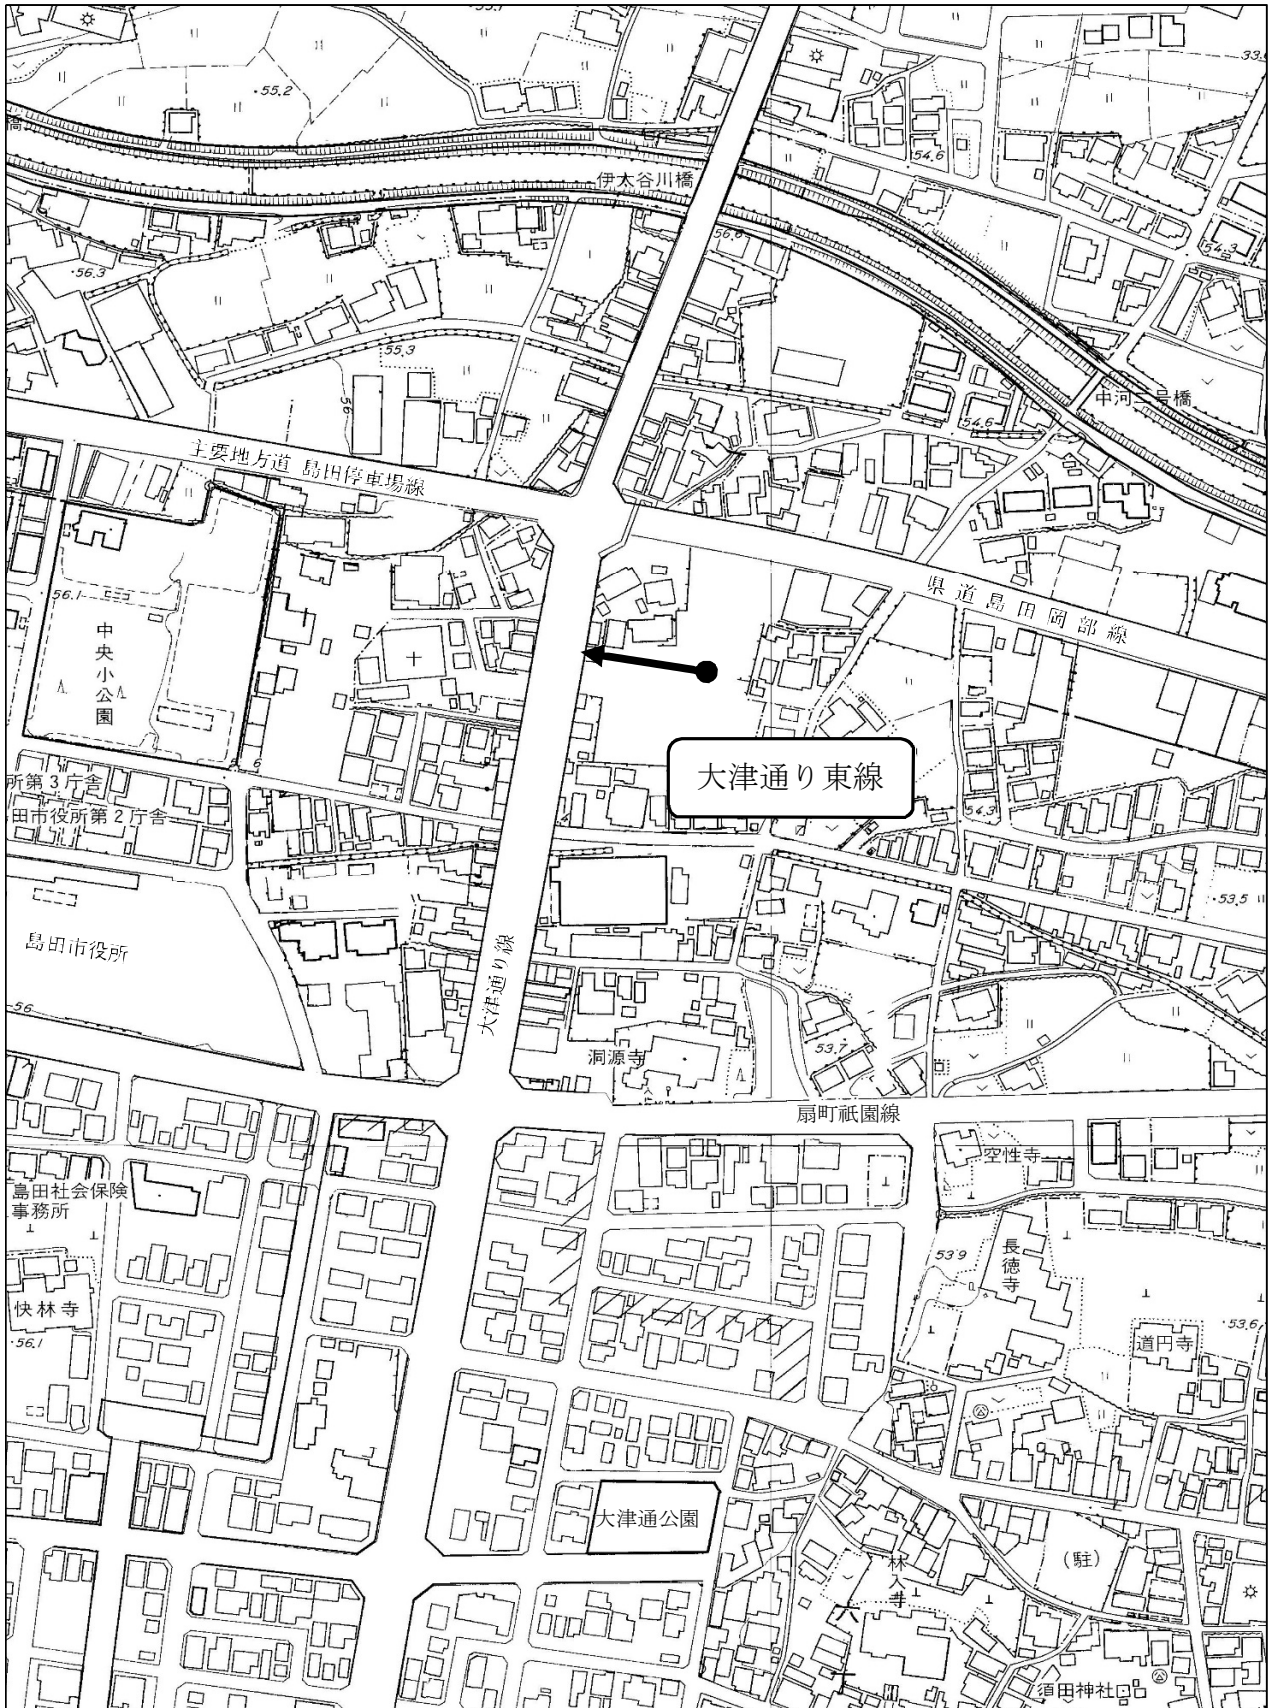 55.2
33.
橋
54.6
伊太谷川橋
56.6
54.3
56.3
55.3
56
中河二号橋
54.6
主要地方道 島田停車場線
県道島田岡部線
56.1
中央小公園
大津通り東線
所第3庁舎
田市役所第2庁舎
54.3
53.5
島田市役所
大津通り線
56
洞源寺
53.7
扇町祇園線
空性寺
島田社会保険
事務所
53.9
長徳寺
快林寺
56.1
53.6
道円寺
大津通公園
(駐)
林入寺
須田神社